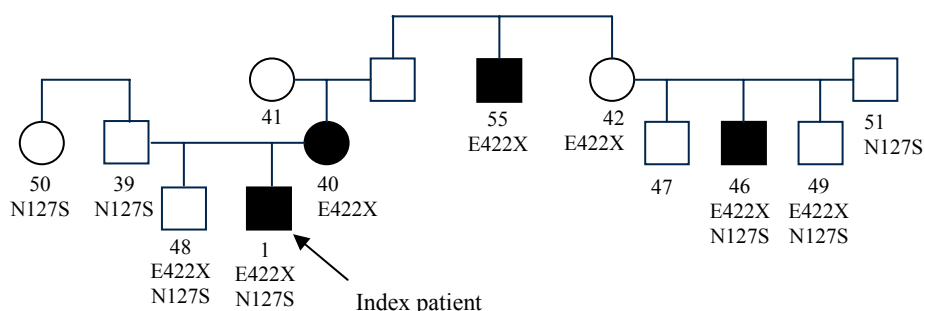 41
55
E422X
42
E422X
51
N127S
50
N127S
39
N127S
40
E422X
47
46
E422X
N127S
49
E422X
N127S
48
E422X
N127S
1
E422X
N127S
Index patient